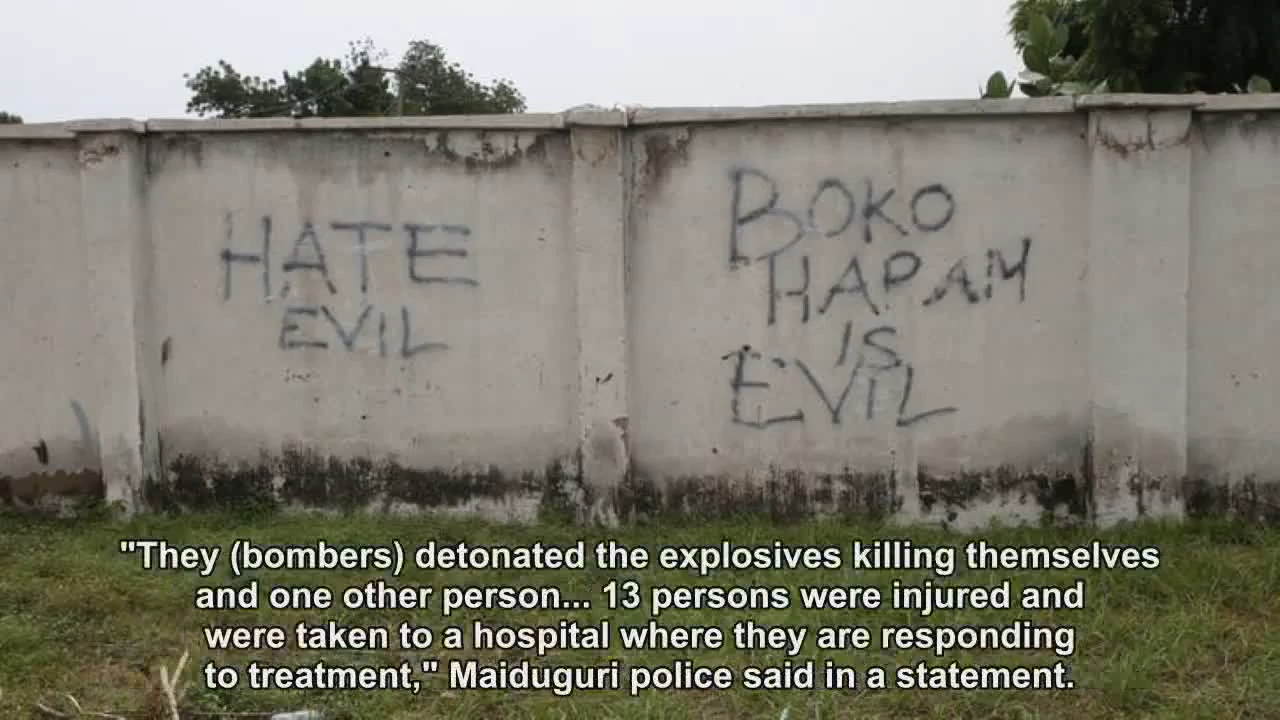 HATE
EVIL
BOKO
HARAM
IS
EVIL
"They (bombers) detonated the explosives killing themselves
and one other person... 13 persons were injured and
were taken to a hospital where they are responding
to treatment," Maiduguri police said in a statement.